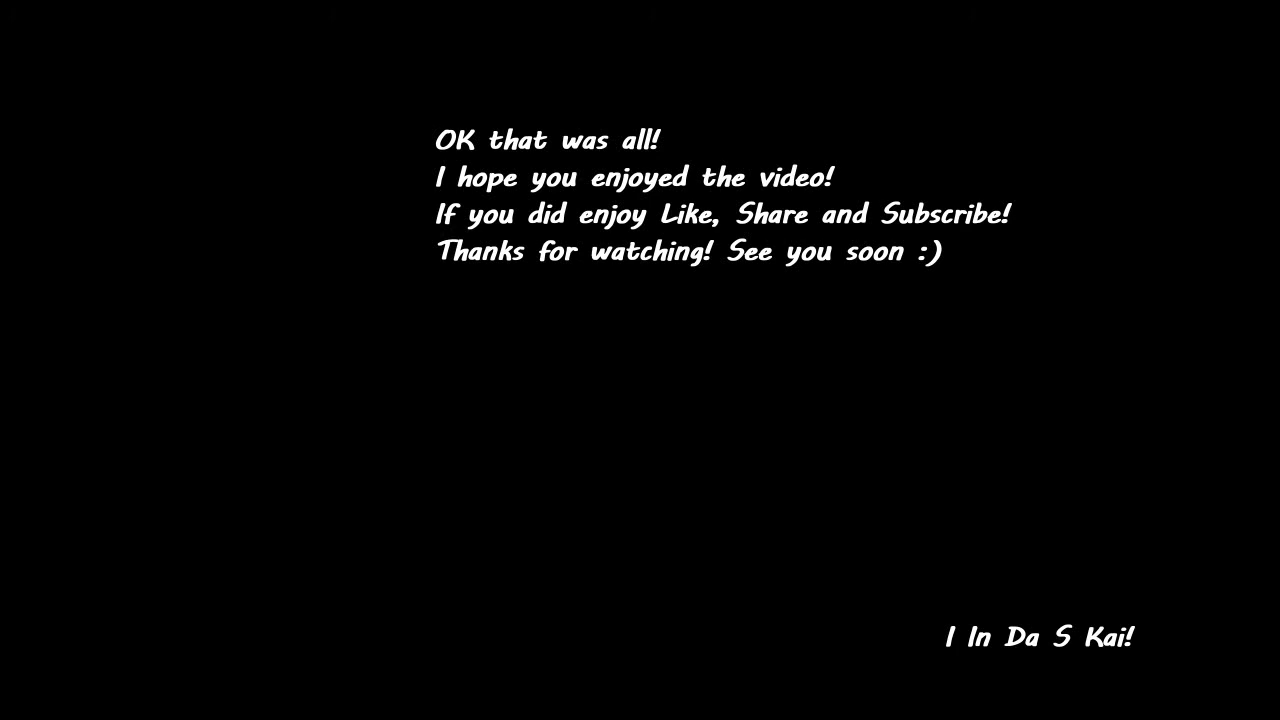 OK that was all!
I hope you enjoyed the video!
If you did enjoy Like, Share and Subscribe!
Thanks for watching! See you soon :)
I In Da S Kai!